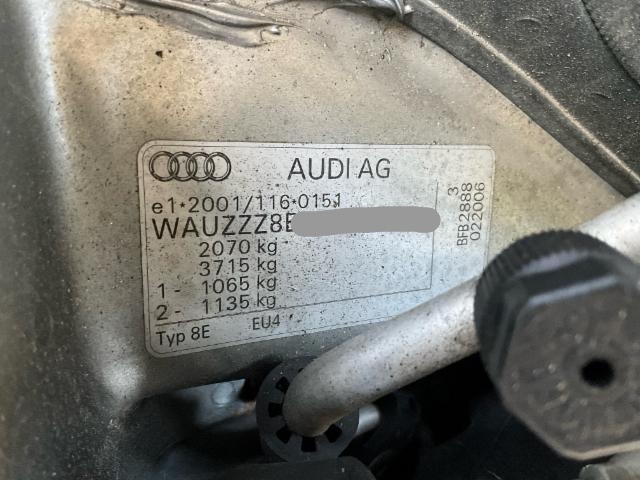 AUDI AG
e1*2001/116*0151
WAUZZZ8E
2070 kg
3715 kg
1 - 1065 kg
2 - 1135 kg
Typ 8E EU4
3
BFB2888
022006